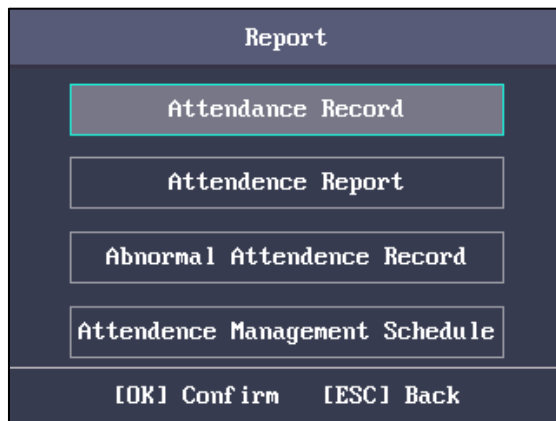 Report
Attendance Record
Attendence Report
Abnormal Attendence Record
Attendence Management Schedule
[OK] Confirm [ESC] Back